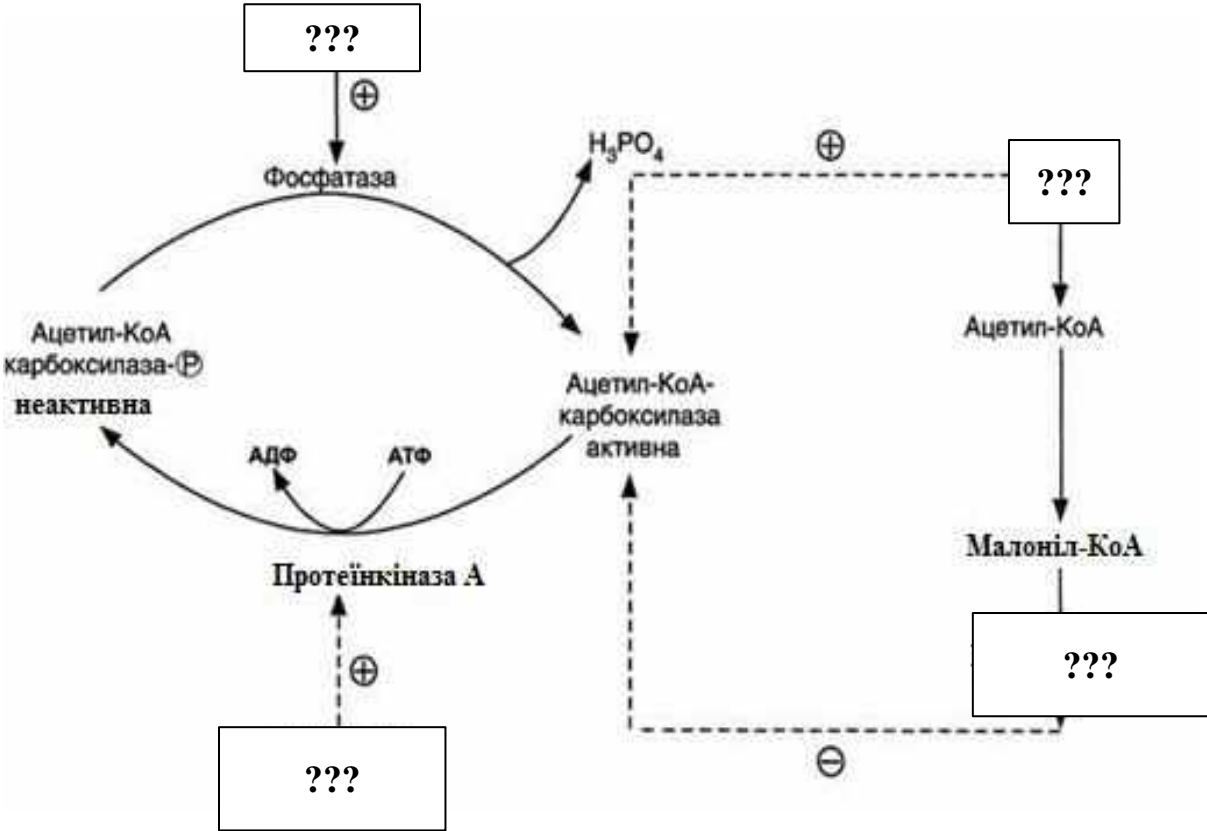 ???
⊕
H₃PO₄
⊕
???
Фосфатаза
Ацетил-КоА
карбоксилаза-Ⓟ
неактивна
Ацетил-КоА-
карбоксилаза
активна
Ацетил-КоА
АДФ
АТФ
Малоніл-КоА
Протеїнкіназа А
⊕
???
???
⊖